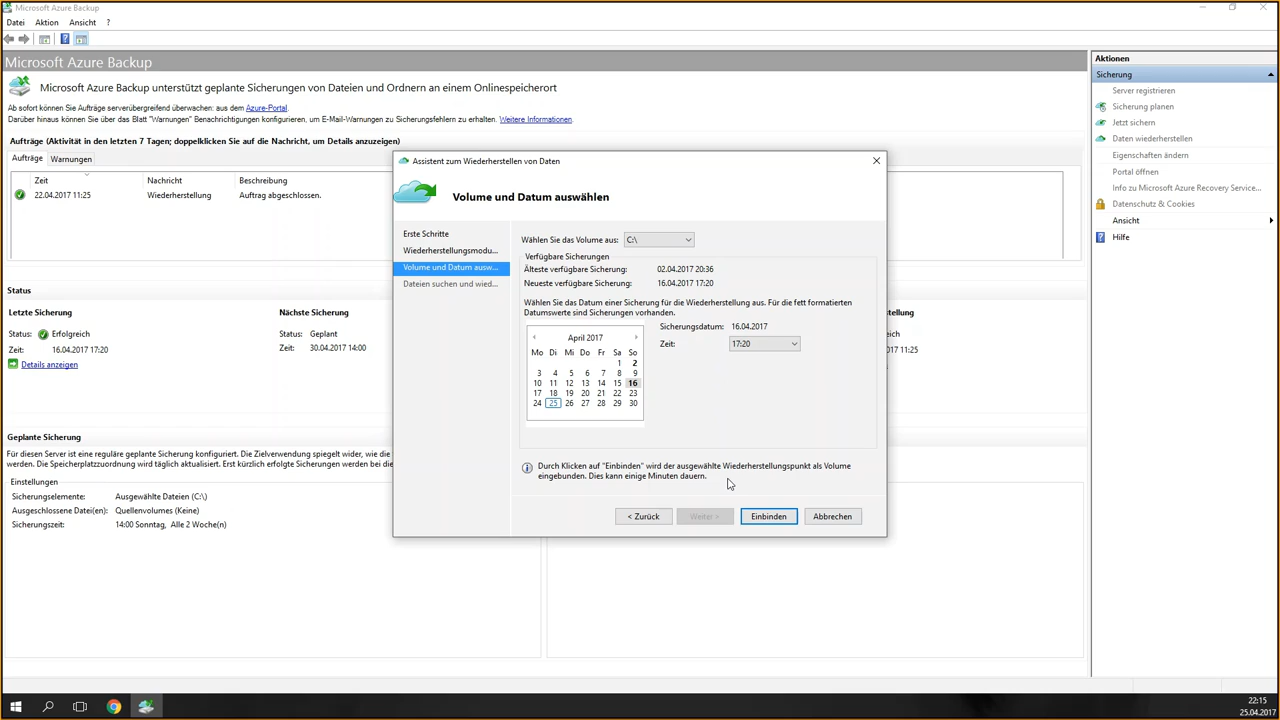 Microsoft Azure Backup
Datei Aktion Ansicht ?
Microsoft Azure Backup
Microsoft Azure Backup unterstützt geplante Sicherungen von Dateien und Ordnern an einem Onlinespeicherort
Ab sofort können Sie Aufträge serverübergreifend überwachen: aus dem Azure-Portal.
Darüber hinaus können Sie über das Blatt "Warnungen" Benachrichtigungen konfigurieren, um E-Mail-Warnungen zu Sicherungsfehlern zu erhalten. Weitere Informationen.
Aufträge (Aktivität in den letzten 7 Tagen; doppelklicken Sie auf die Nachricht, um Details anzuzeigen)
Aufträge Warnungen
Zeit Nachricht Beschreibung
22.04.2017 11:25 Wiederherstellung Auftrag abgeschlossen.
Status
Letzte Sicherung
Status: Erfolgreich
Zeit: 16.04.2017 17:20
Details anzeigen
Nächste Sicherung
Status: Geplant
Zeit: 30.04.2017 14:00
stellung
11:25
Geplante Sicherung
Für diesen Server ist eine reguläre geplante Sicherung konfiguriert. Die Zielverwendung spiegelt wider, wie die
werden. Die Speicherplatzuordnung wird täglich aktualisiert. Erst kürzlich erfolgte Sicherungen werden bei der
Einstellungen
Sicherungselemente: Ausgewählte Dateien (C:\)
Ausgeschlossene Datei(en): Quellenvolumes (Keine)
Sicherungszeit: 14:00 Sonntag, Alle 2 Woche(n)
Assistent zum Wiederherstellen von Daten
Volume und Datum auswählen
Erste Schritte
Wiederherstellungsmodu...
Volume und Datum ausw...
Dateien suchen und wied...
Wählen Sie das Volume aus: C:\
Verfügbare Sicherungen
Älteste verfügbare Sicherung: 02.04.2017 20:36
Neueste verfügbare Sicherung: 16.04.2017 17:20
Wählen Sie das Datum einer Sicherung für die Wiederherstellung aus. Für die fett formatierten
Datumswerte sind Sicherungen vorhanden.
April 2017
Mo Di Mi Do Fr Sa So
1 2
3 4 5 6 7 8 9
10 11 12 13 14 15 16
17 18 19 20 21 22 23
24 25 26 27 28 29 30
Sicherungsdatum: 16.04.2017
Zeit: 17:20
Durch Klicken auf "Einbinden" wird der ausgewählte Wiederherstellungspunkt als Volume
eingebunden. Dies kann einige Minuten dauern.
< Zurück Weiter > Einbinden Abbrechen
Aktionen
Sicherung
Server registrieren
Sicherung planen
Jetzt sichern
Daten wiederherstellen
Eigenschaften ändern
Portal öffnen
Info zu Microsoft Azure Recovery Service...
Datenschutz & Cookies
Ansicht
Hilfe
22:15
25.04.2017